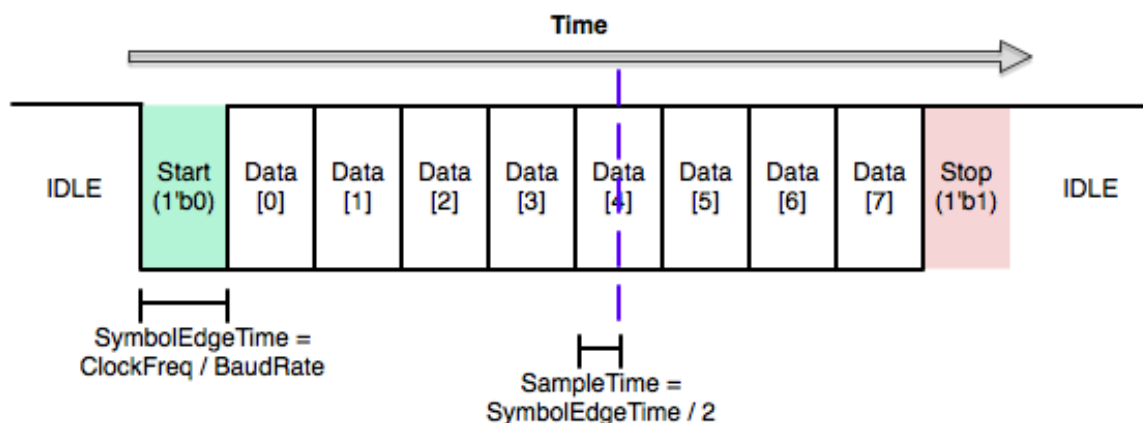 Time
IDLE
Start
(1'b0)
Data
[0]
Data
[1]
Data
[2]
Data
[3]
Data
[4]
Data
[5]
Data
[6]
Data
[7]
Stop
(1'b1)
IDLE
SymbolEdgeTime =
ClockFreq / BaudRate
SampleTime =
SymbolEdgeTime / 2